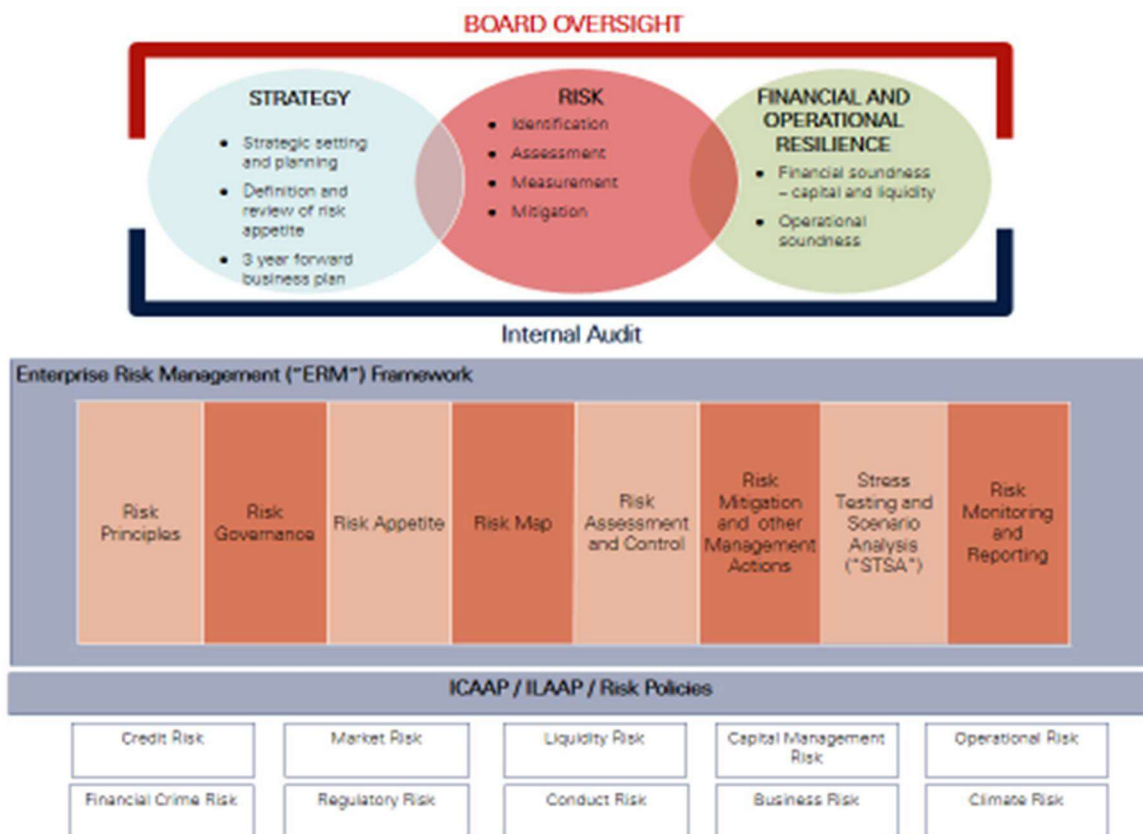 BOARD OVERSIGHT
STRATEGY
● Strategic setting
and planning
● Definition and
review of risk
appetite
● 3 year forward
business plan
RISK
● Identification
● Assessment
● Measurement
● Mitigation
FINANCIAL AND
OPERATIONAL
RESILIENCE
● Financial soundness
– capital and liquidity
● Operational
soundness
Internal Audit
Enterprise Risk Management ("ERM") Framework
Risk
Principles
Risk
Governance
Risk Appetite
Risk Map
Risk
Assessment
and Control
Risk
Mitigation
and other
Management
Actions
Stress
Testing and
Scenario
Analysis
("STSA")
Risk
Monitoring
and
Reporting
ICAAP / ILAAP / Risk Policies
Credit Risk
Market Risk
Liquidity Risk
Capital Management
Risk
Operational Risk
Financial Crime Risk
Regulatory Risk
Conduct Risk
Business Risk
Climate Risk